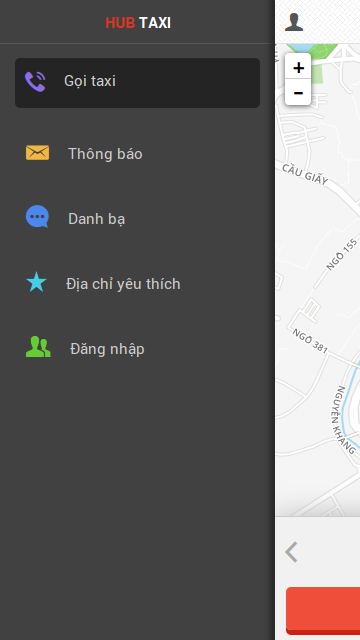 HUB TAXI
Gọi taxi
Thông báo
Danh bạ
Địa chỉ yêu thích
Đăng nhập
+
-
CẦU GIẤY
NGÕ 155
NGÕ 381
NGUYỄN KHANG